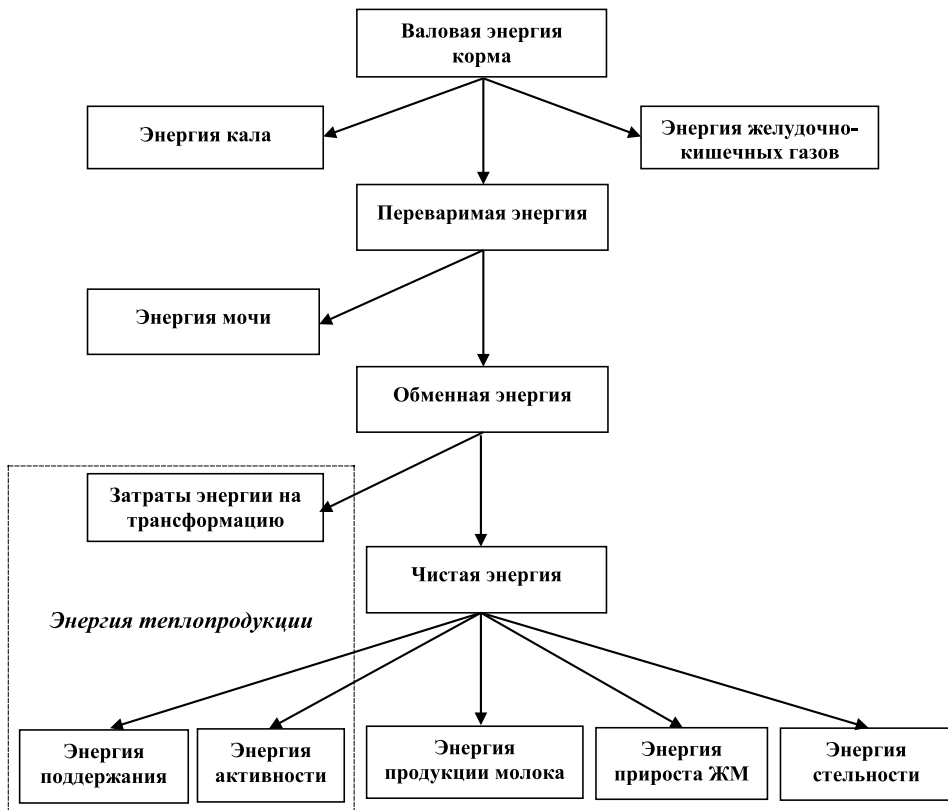 Валовая энергия
корма
Энергия кала
Энергия желудочно-
кишечных газов
Переваримая энергия
Энергия мочи
Обменная энергия
Затраты энергии на
трансформацию
Чистая энергия
Энергия теплопродукции
Энергия
поддержания
Энергия
активности
Энергия
продукции молока
Энергия
прироста ЖМ
Энергия
стельности